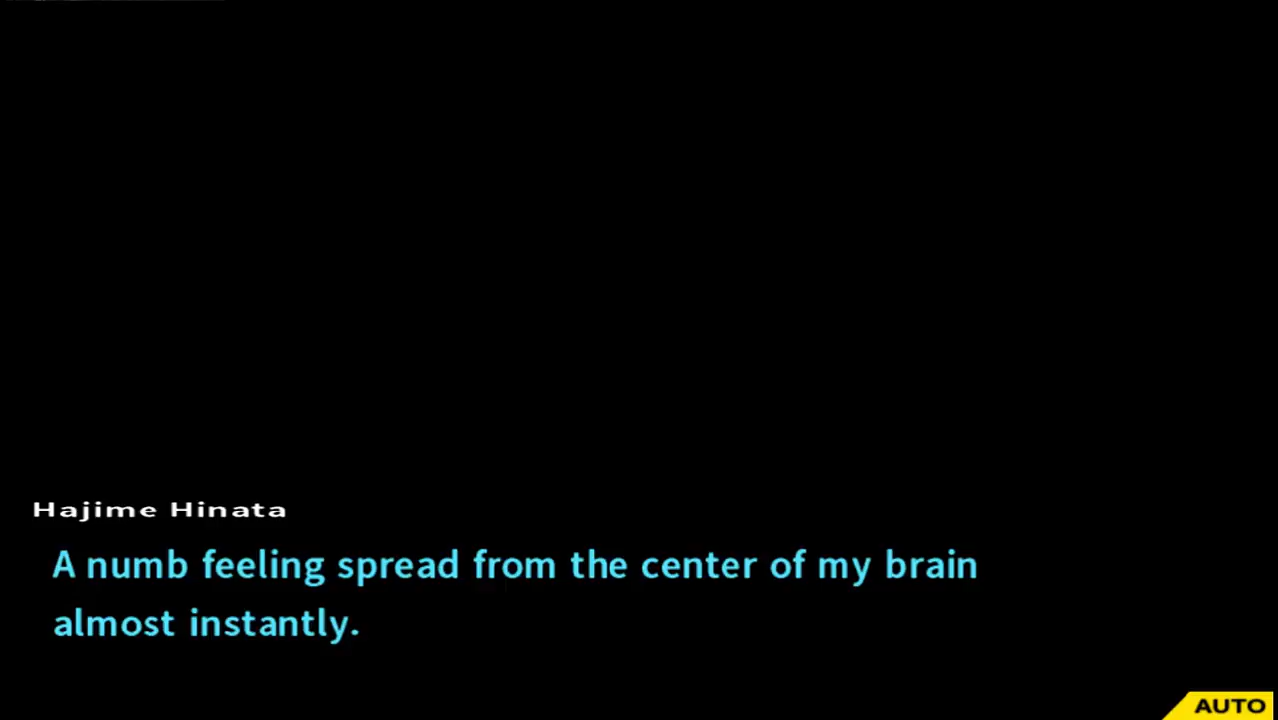 Hajime Hinata
A numb feeling spread from the center of my brain
almost instantly.
AUTO